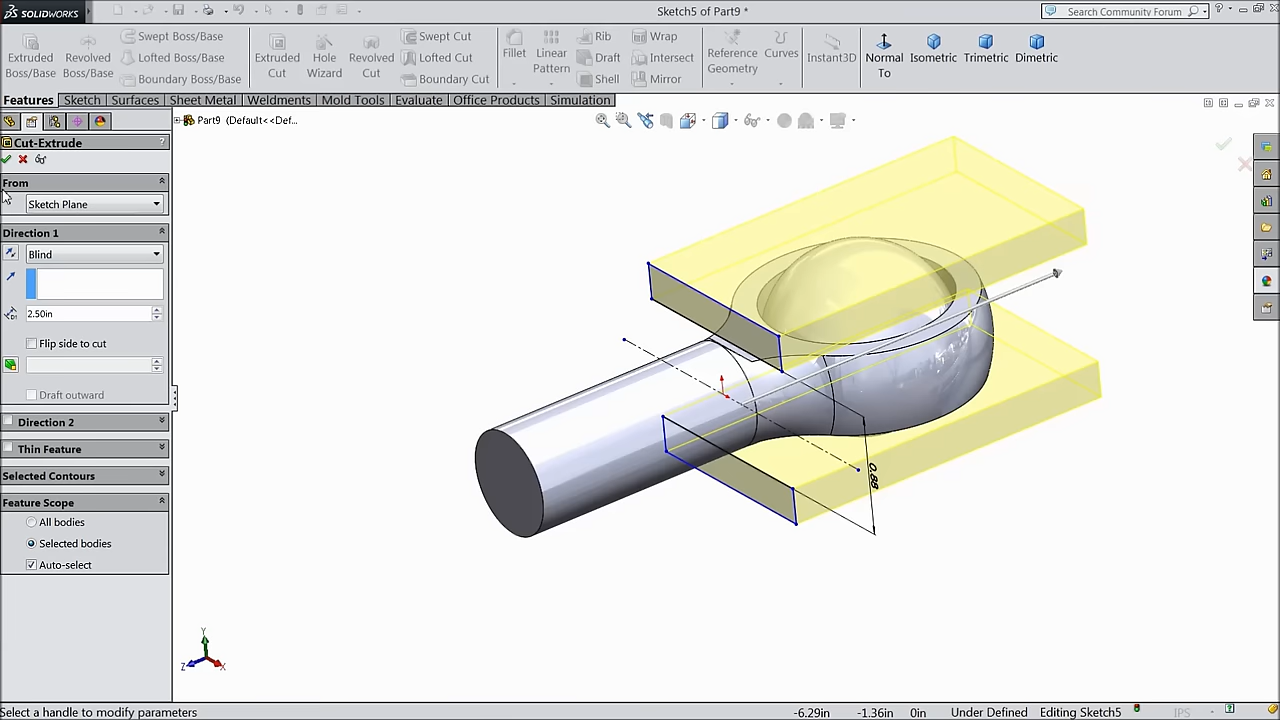 SOLIDWORKS
Sketch5 of Part9 *
Search Community Forum
Extruded Boss/Base
Revolved Boss/Base
Swept Boss/Base
Lofted Boss/Base
Boundary Boss/Base
Extruded Cut
Hole Wizard
Revolved Cut
Swept Cut
Lofted Cut
Boundary Cut
Fillet
Linear Pattern
Rib
Draft
Shell
Wrap
Intersect
Mirror
Reference Geometry
Curves
Instant3D
Normal To
Isometric
Trimetric
Dimetric
Features
Sketch
Surfaces
Sheet Metal
Weldments
Mold Tools
Evaluate
Office Products
Simulation
Part9 (Default<<Def...
Cut-Extrude
?
From
Sketch Plane
Direction 1
Blind
2.50in
Flip side to cut
Draft outward
Direction 2
Thin Feature
Selected Contours
Feature Scope
All bodies
Selected bodies
Auto-select
0.88
Y
Z
X
Select a handle to modify parameters
-6.29in
-1.36in
0in
Under Defined
Editing Sketch5
IPS